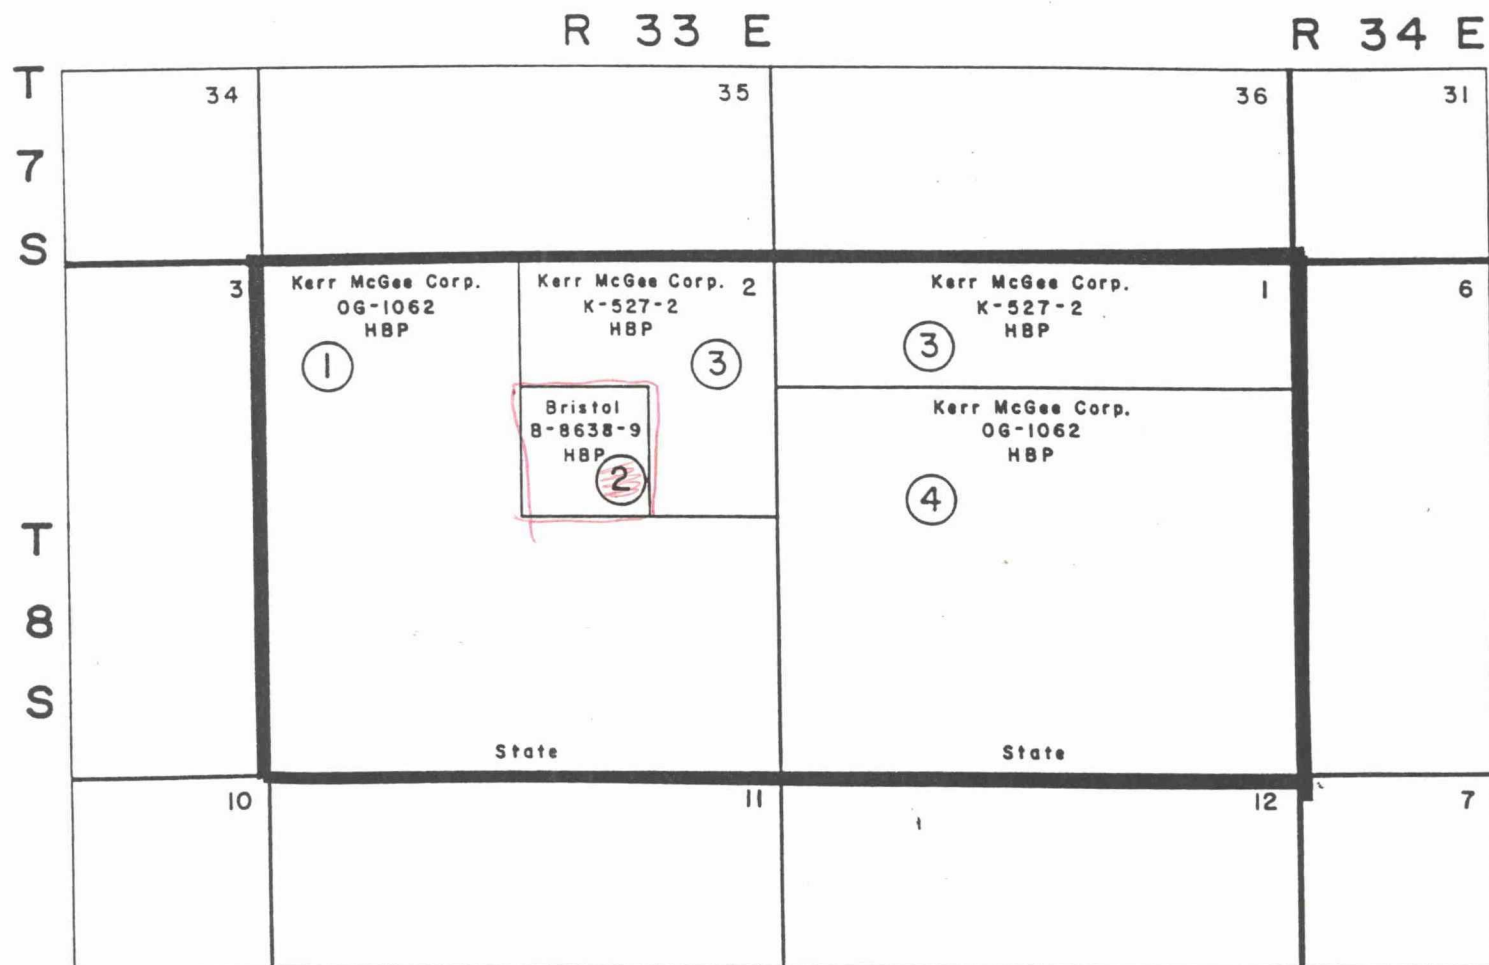 R 33 E
R 34 E
T
7
S
34
35
36
31
3
Kerr McGee Corp.
OG-1062
HBP
1
Kerr McGee Corp.
K-527-2
HBP
2
3
Kerr McGee Corp.
K-527-2
HBP
1
3
6
Bristol
B-8638-9
HBP
2
Kerr McGee Corp.
OG-1062
HBP
4
T
8
S
State
State
10
11
12
7